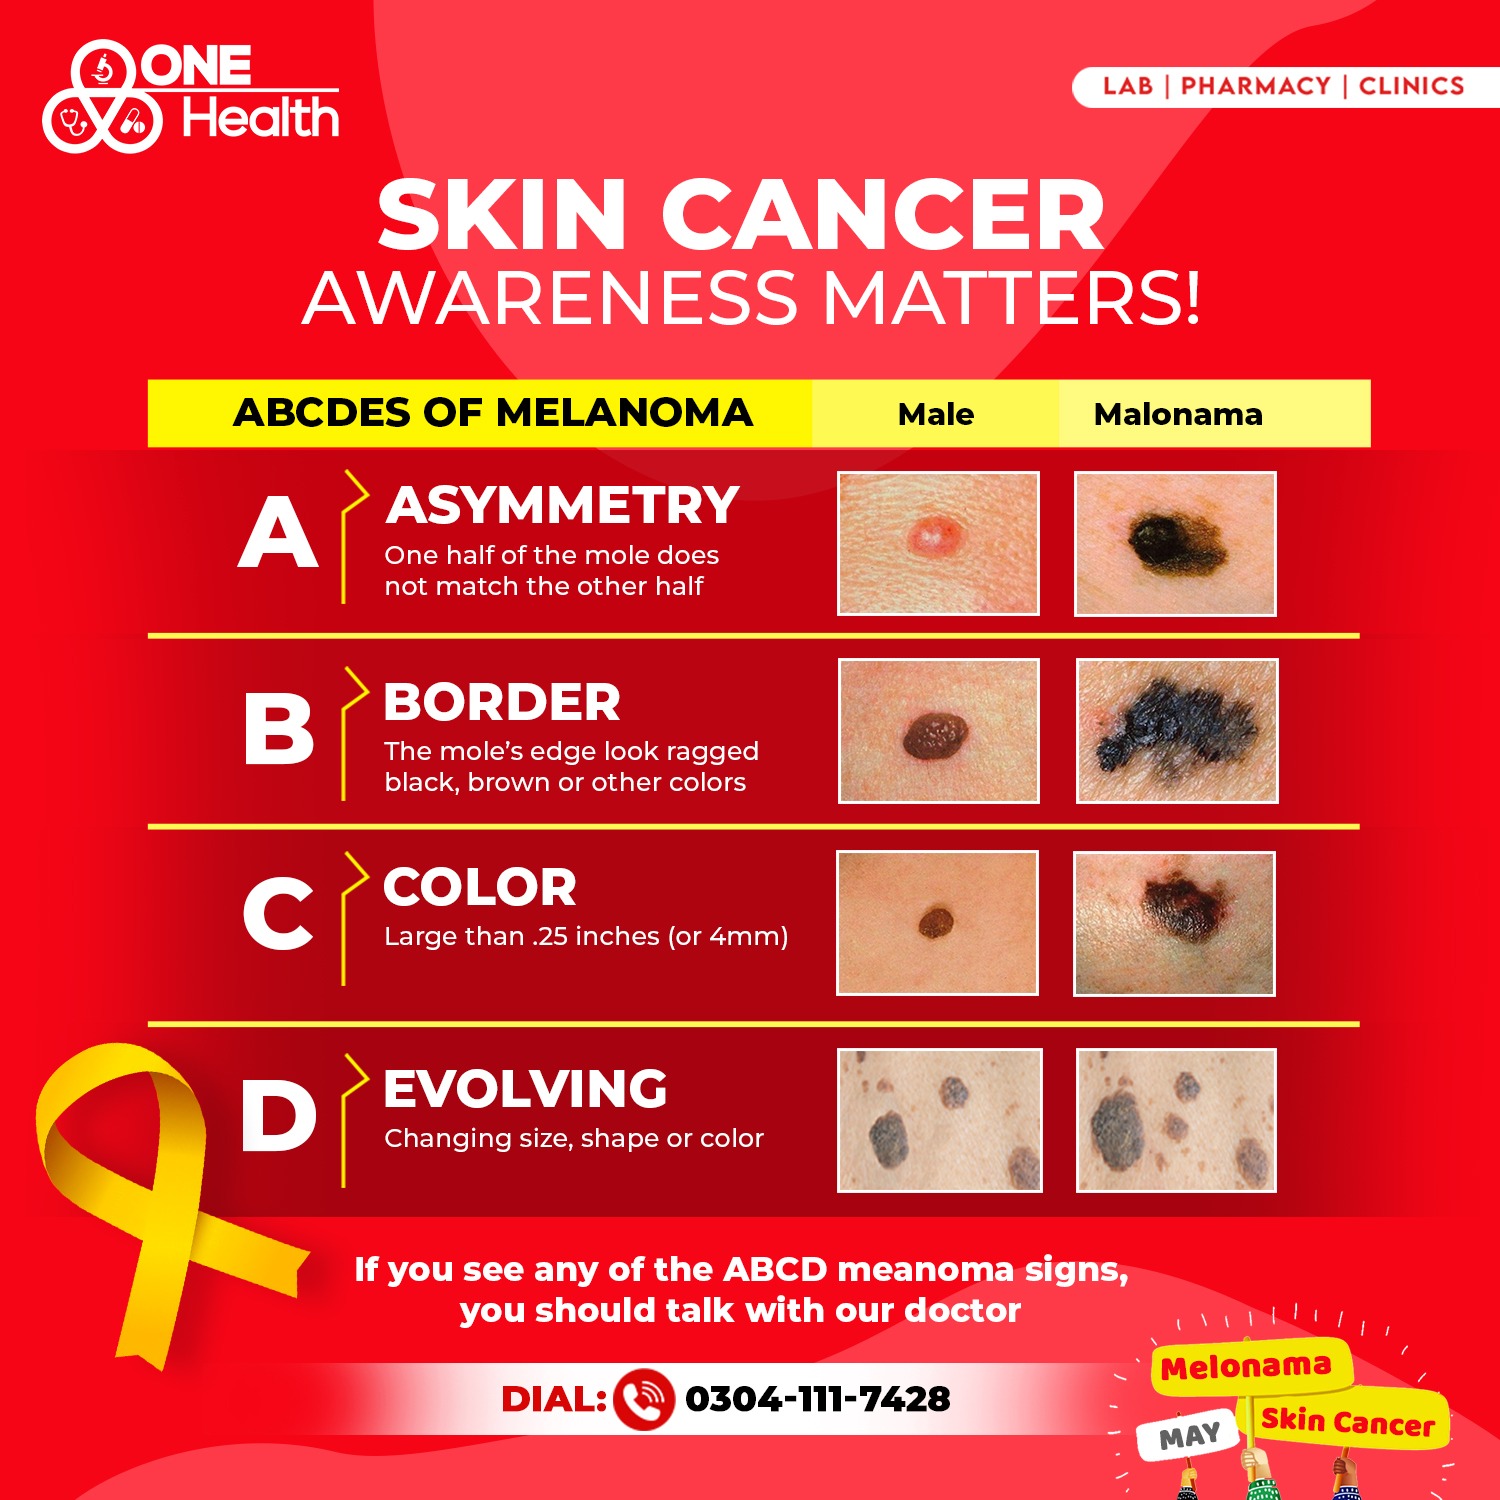 ONE
Health
LAB | PHARMACY | CLINICS
SKIN CANCER
AWARENESS MATTERS!
ABCDES OF MELANOMA
Male
Malonama
A
ASYMMETRY
One half of the mole does
not match the other half
B
BORDER
The mole's edge look ragged
black, brown or other colors
C
COLOR
Large than .25 inches (or 4mm)
D
EVOLVING
Changing size, shape or color
If you see any of the ABCD meanoma signs,
you should talk with our doctor
DIAL: 0304-111-7428
Melonama
Skin Cancer
MAY